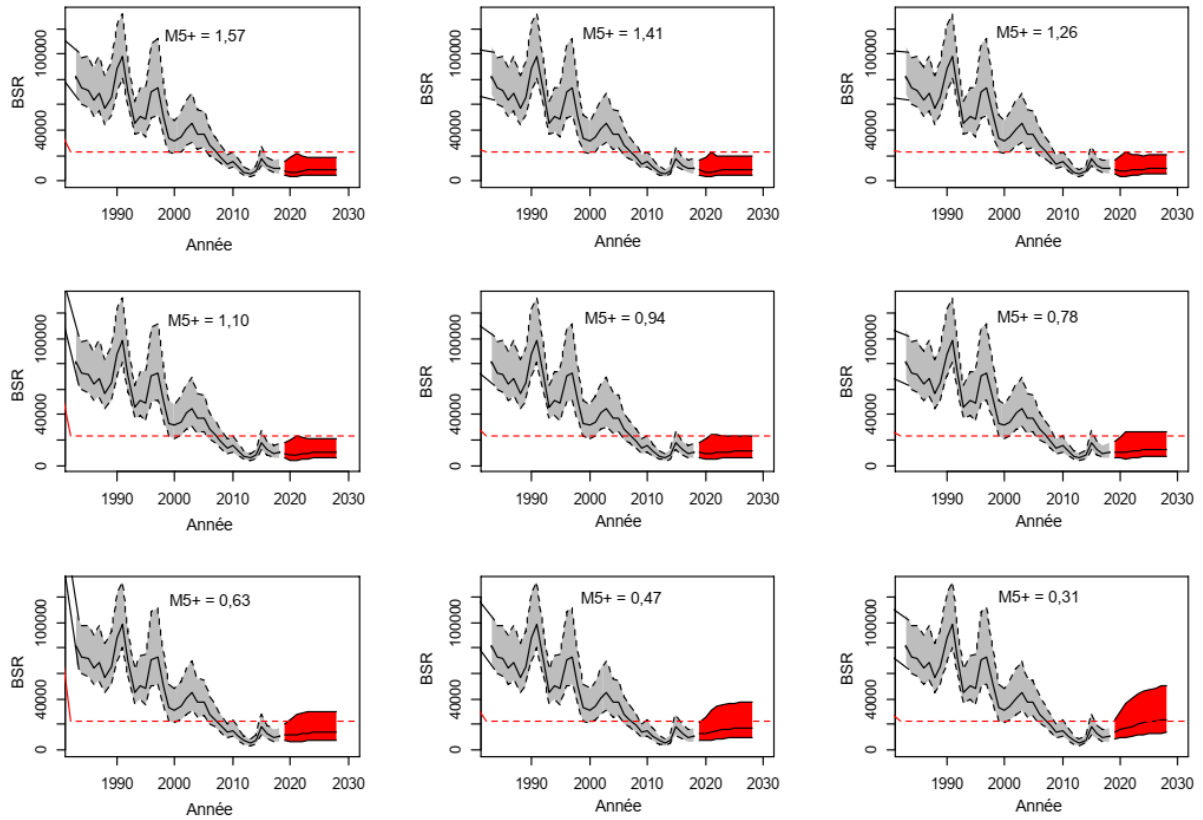 M5+ = 1,57
BSR
0 40000 100000
1990 2000 2010 2020 2030
Année
M5+ = 1,41
BSR
0 40000 100000
1990 2000 2010 2020 2030
Année
M5+ = 1,26
BSR
0 40000 100000
1990 2000 2010 2020 2030
Année
M5+ = 1,10
BSR
0 40000 100000
1990 2000 2010 2020 2030
Année
M5+ = 0,94
BSR
0 40000 100000
1990 2000 2010 2020 2030
Année
M5+ = 0,78
BSR
0 40000 100000
1990 2000 2010 2020 2030
Année
M5+ = 0,63
BSR
0 40000 100000
1990 2000 2010 2020 2030
Année
M5+ = 0,47
BSR
0 40000 100000
1990 2000 2010 2020 2030
Année
M5+ = 0,31
BSR
0 40000 100000
1990 2000 2010 2020 2030
Année